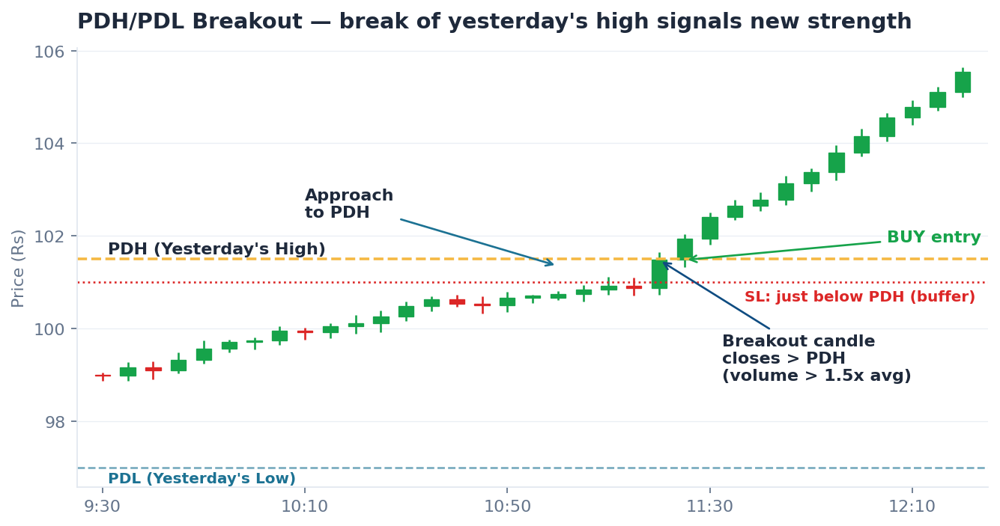 PDH/PDL Breakout — break of yesterday's high signals new strength
106
104
102
100
98
Price (Rs)
Approach
to PDH
PDH (Yesterday's High)
BUY entry
SL: just below PDH (buffer)
Breakout candle
closes > PDH
(volume > 1.5x avg)
PDL (Yesterday's Low)
9:30
10:10
10:50
11:30
12:10